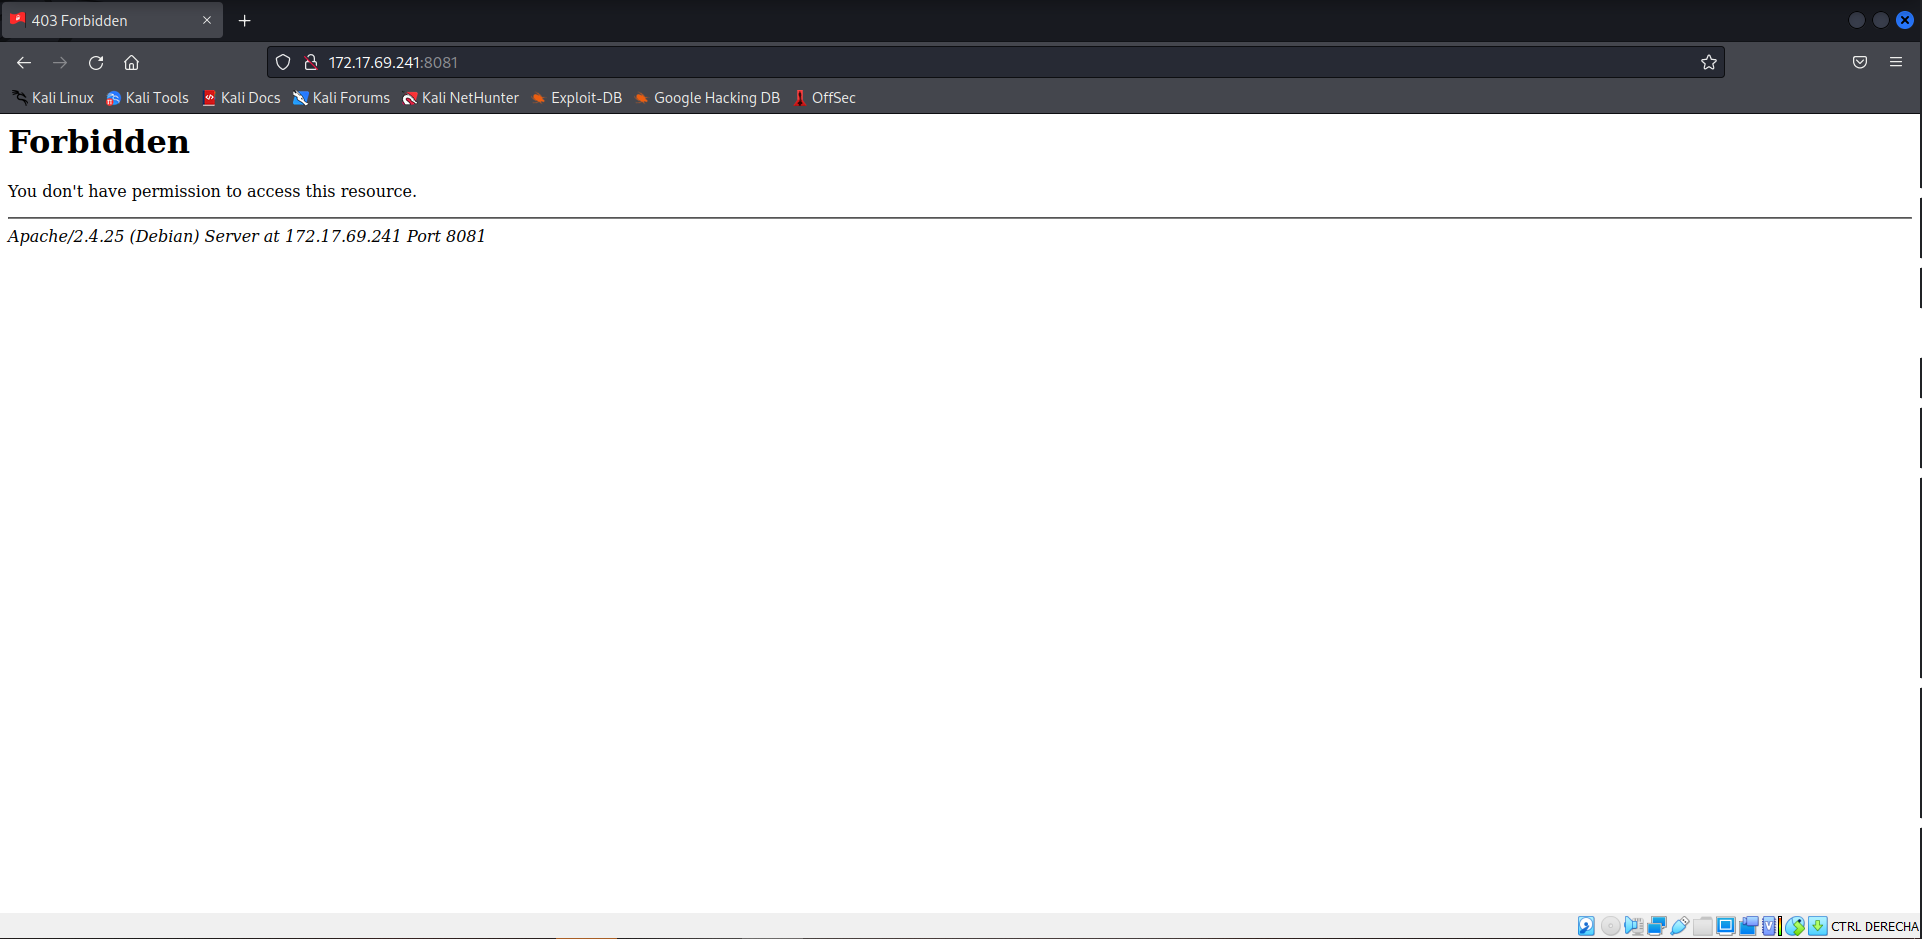 403 Forbidden
172.17.69.241:8081
Kali Linux Kali Tools Kali Docs Kali Forums Kali NetHunter Exploit-DB Google Hacking DB OffSec
Forbidden
You don't have permission to access this resource.
Apache/2.4.25 (Debian) Server at 172.17.69.241 Port 8081
CTRL DERECHA